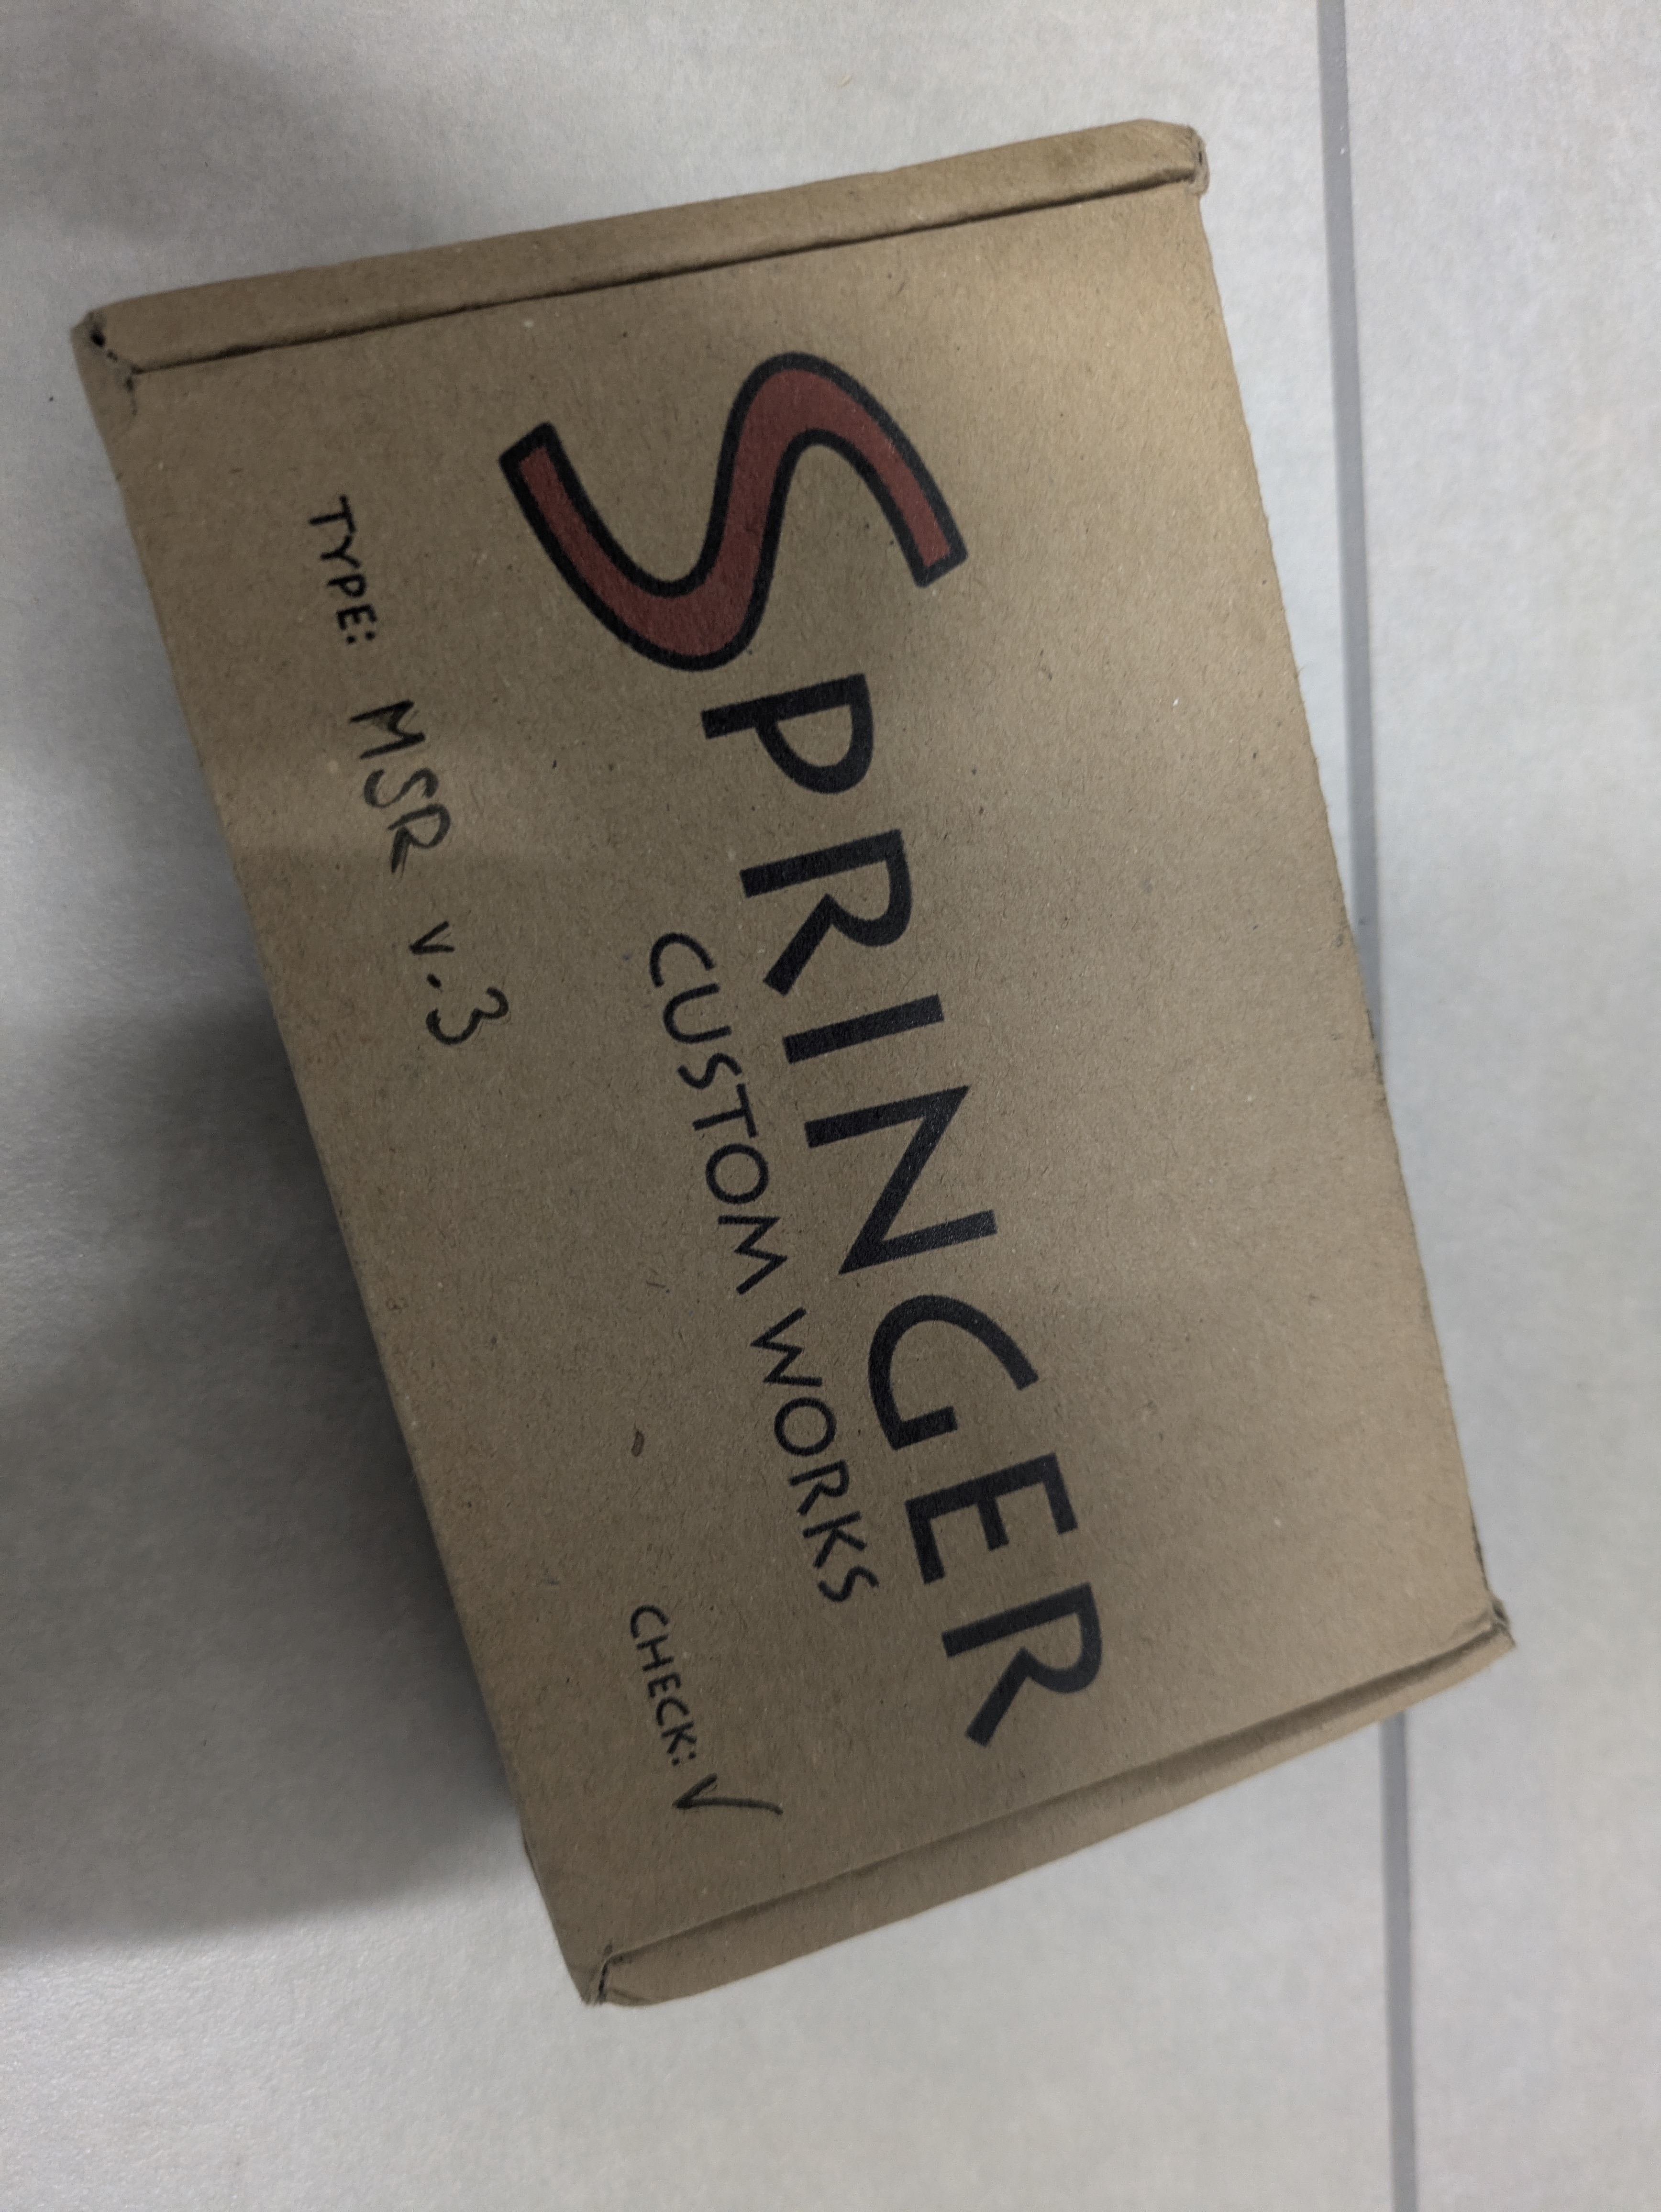 SPRINGER
CUSTOM WORKS
TYPE: MSR v.3
CHECK: √